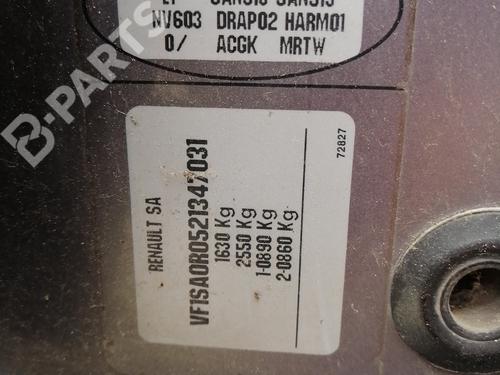 NV603 DRAP02 HARM01
0/ ACGK MRTW
RENAULT SA
VF1SA0R0521347031
1630 Kg
2550 Kg
1-0890 Kg
2-0860 Kg
72827
B-PARTS